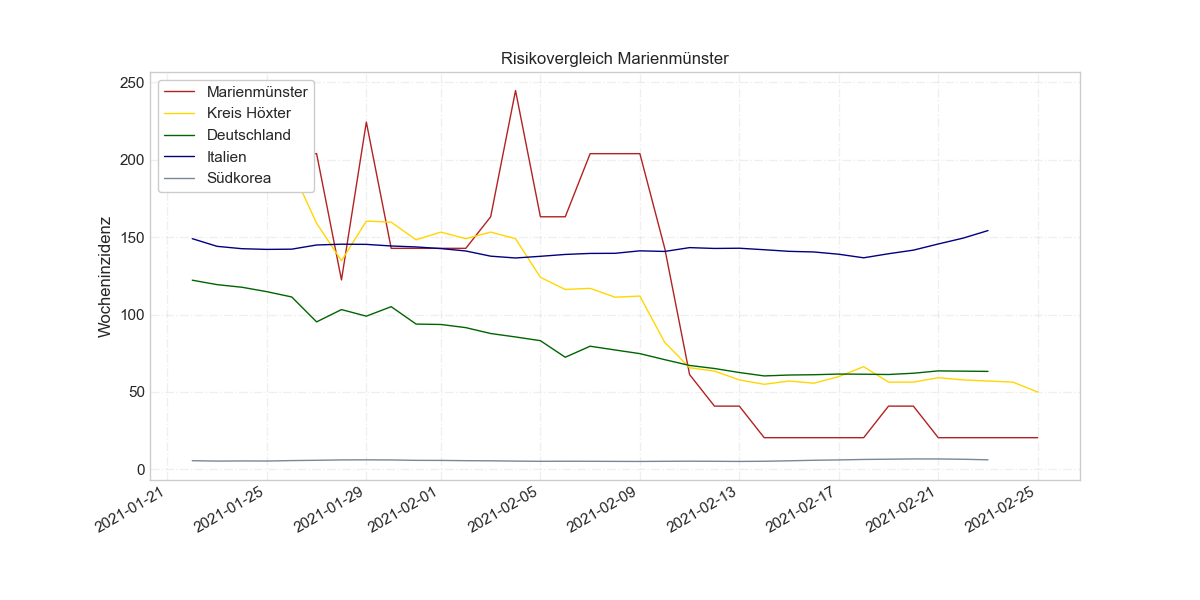 Risikovergleich Marienmünster
Wocheninzidenz
250
200
150
100
50
0
Marienmünster
Kreis Höxter
Deutschland
Italien
Südkorea
2021-01-21
2021-01-25
2021-01-29
2021-02-01
2021-02-05
2021-02-09
2021-02-13
2021-02-17
2021-02-21
2021-02-25